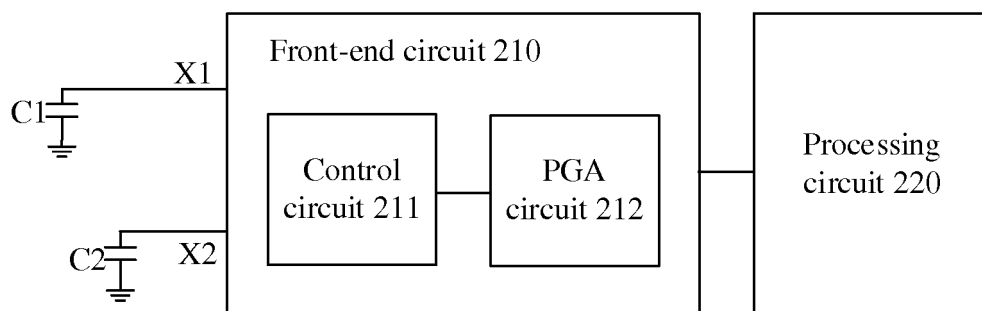 Front-end circuit 210
X1
C1
Control
circuit 211
PGA
circuit 212
Processing
circuit 220
C2
X2